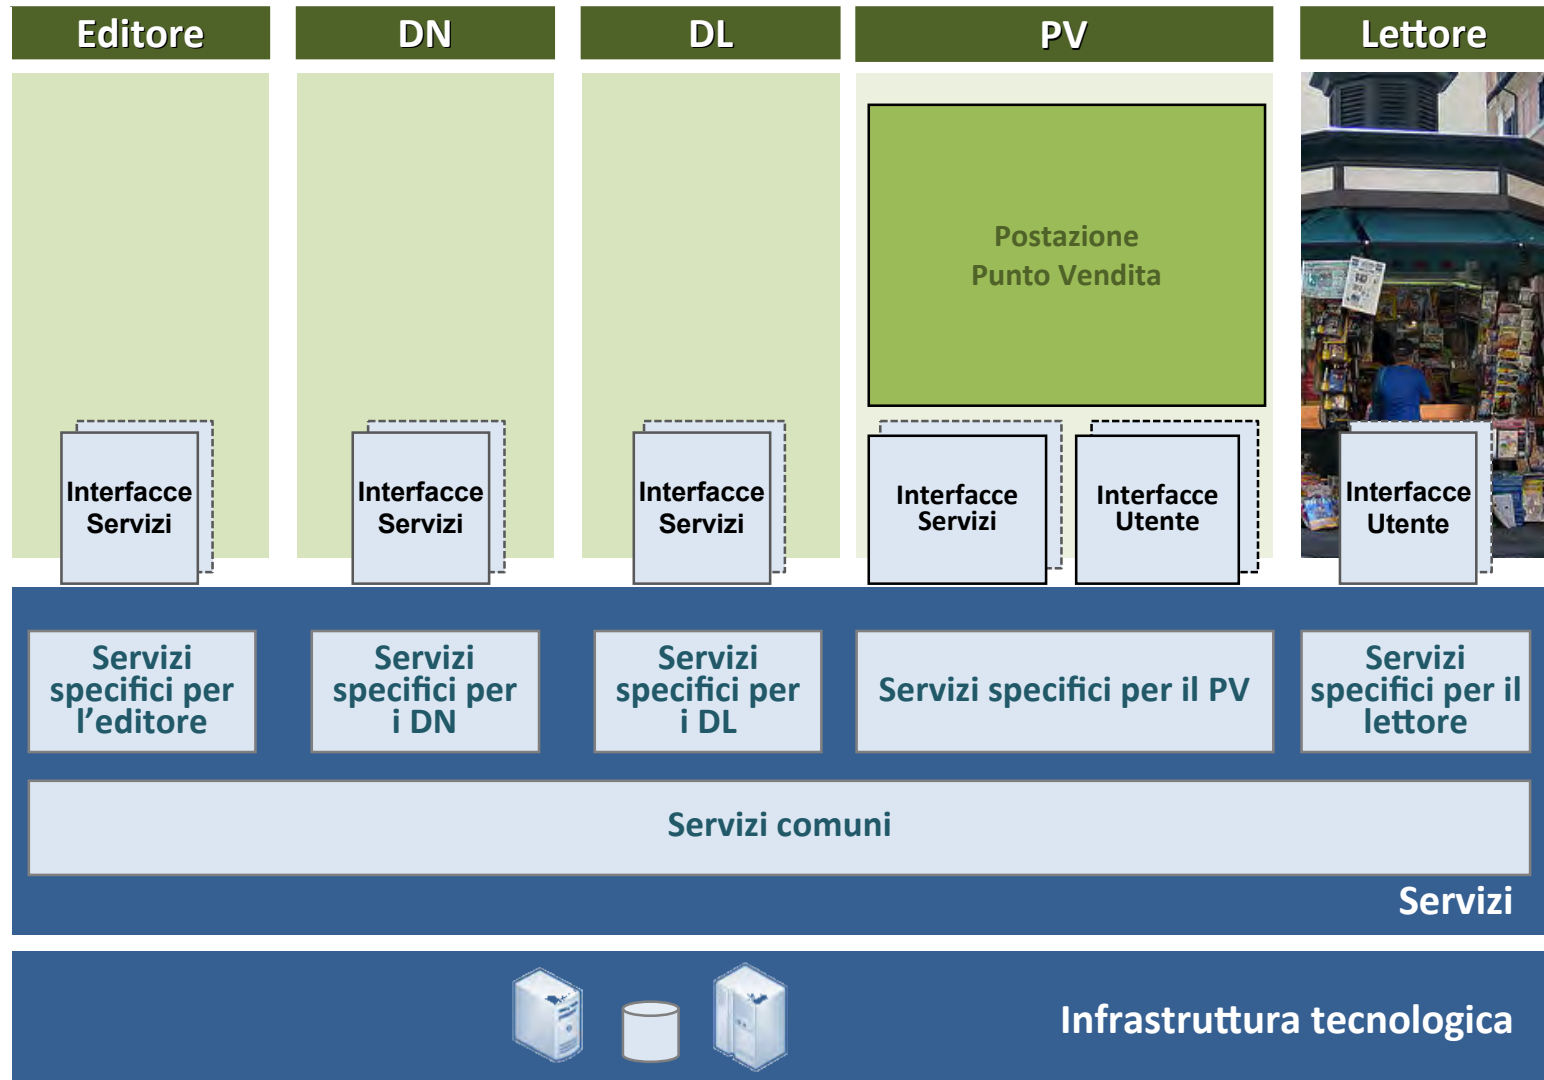 Editore
DN
DL
PV
Lettore
Postazione
Punto Vendita
Interfacce
Servizi
Interfacce
Servizi
Interfacce
Servizi
Interfacce
Servizi
Interfacce
Utente
Interfacce
Utente
Servizi
specifici per
l’editore
Servizi
specifici per
i DN
Servizi
specifici per
i DL
Servizi specifici per il PV
Servizi
specifici per il
lettore
Servizi comuni
Servizi
Infrastruttura tecnologica